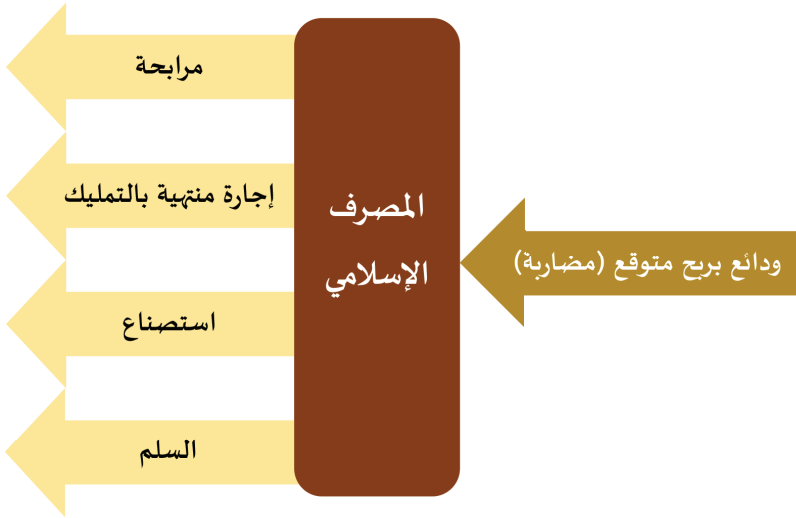 ودائع بربح متوقع (مضاربة)
المصرف
الإسلامي
مرابحة
إجارة منتهية بالتمليك
استصناع
السلم